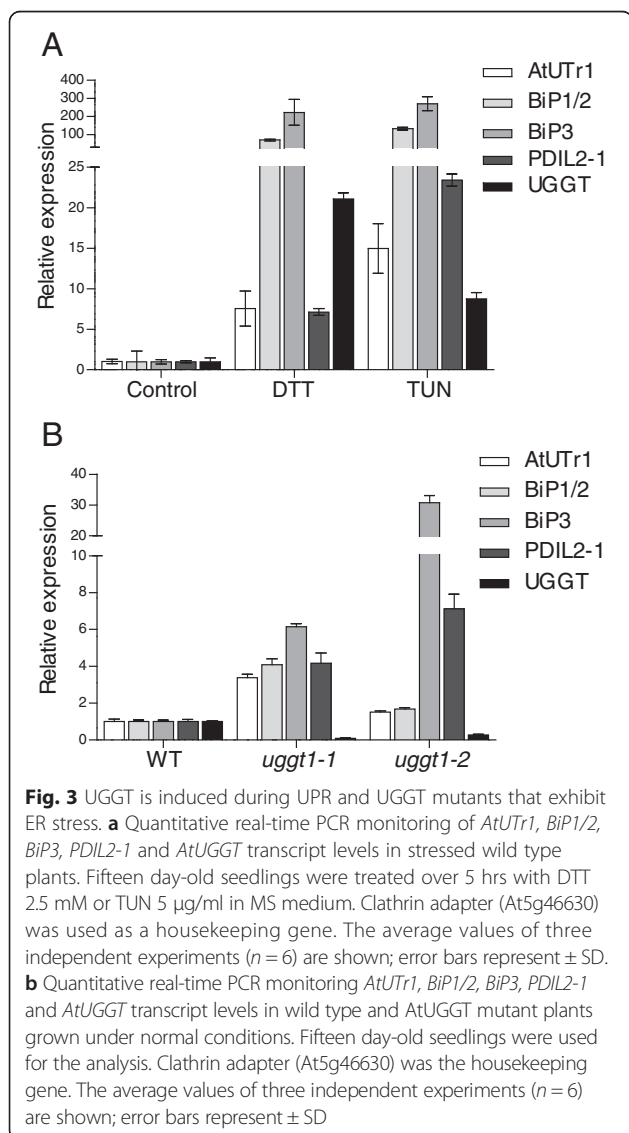 A
AtUTr1
BiP1/2
BiP3
PDIL2-1
UGGT
Relative expression
400
300
200
100
25
20
15
10
5
0
Control DTT TUN
B
AtUTr1
BiP1/2
BiP3
PDIL2-1
UGGT
Relative expression
40
30
20
10
8
6
4
2
0
WT uggt1-1 uggt1-2
Fig. 3 UGGT is induced during UPR and UGGT mutants that exhibit
ER stress. a Quantitative real-time PCR monitoring of AtUTr1, BiP1/2,
BiP3, PDIL2-1 and AtUGGT transcript levels in stressed wild type
plants. Fifteen day-old seedlings were treated over 5 hrs with DTT
2.5 mM or TUN 5 μg/ml in MS medium. Clathrin adapter (At5g46630)
was used as a housekeeping gene. The average values of three
independent experiments (n = 6) are shown; error bars represent ± SD.
b Quantitative real-time PCR monitoring AtUTr1, BiP1/2, BiP3, PDIL2-1
and AtUGGT transcript levels in wild type and AtUGGT mutant plants
grown under normal conditions. Fifteen day-old seedlings were used
for the analysis. Clathrin adapter (At5g46630) was the housekeeping
gene. The average values of three independent experiments (n = 6)
are shown; error bars represent ± SD